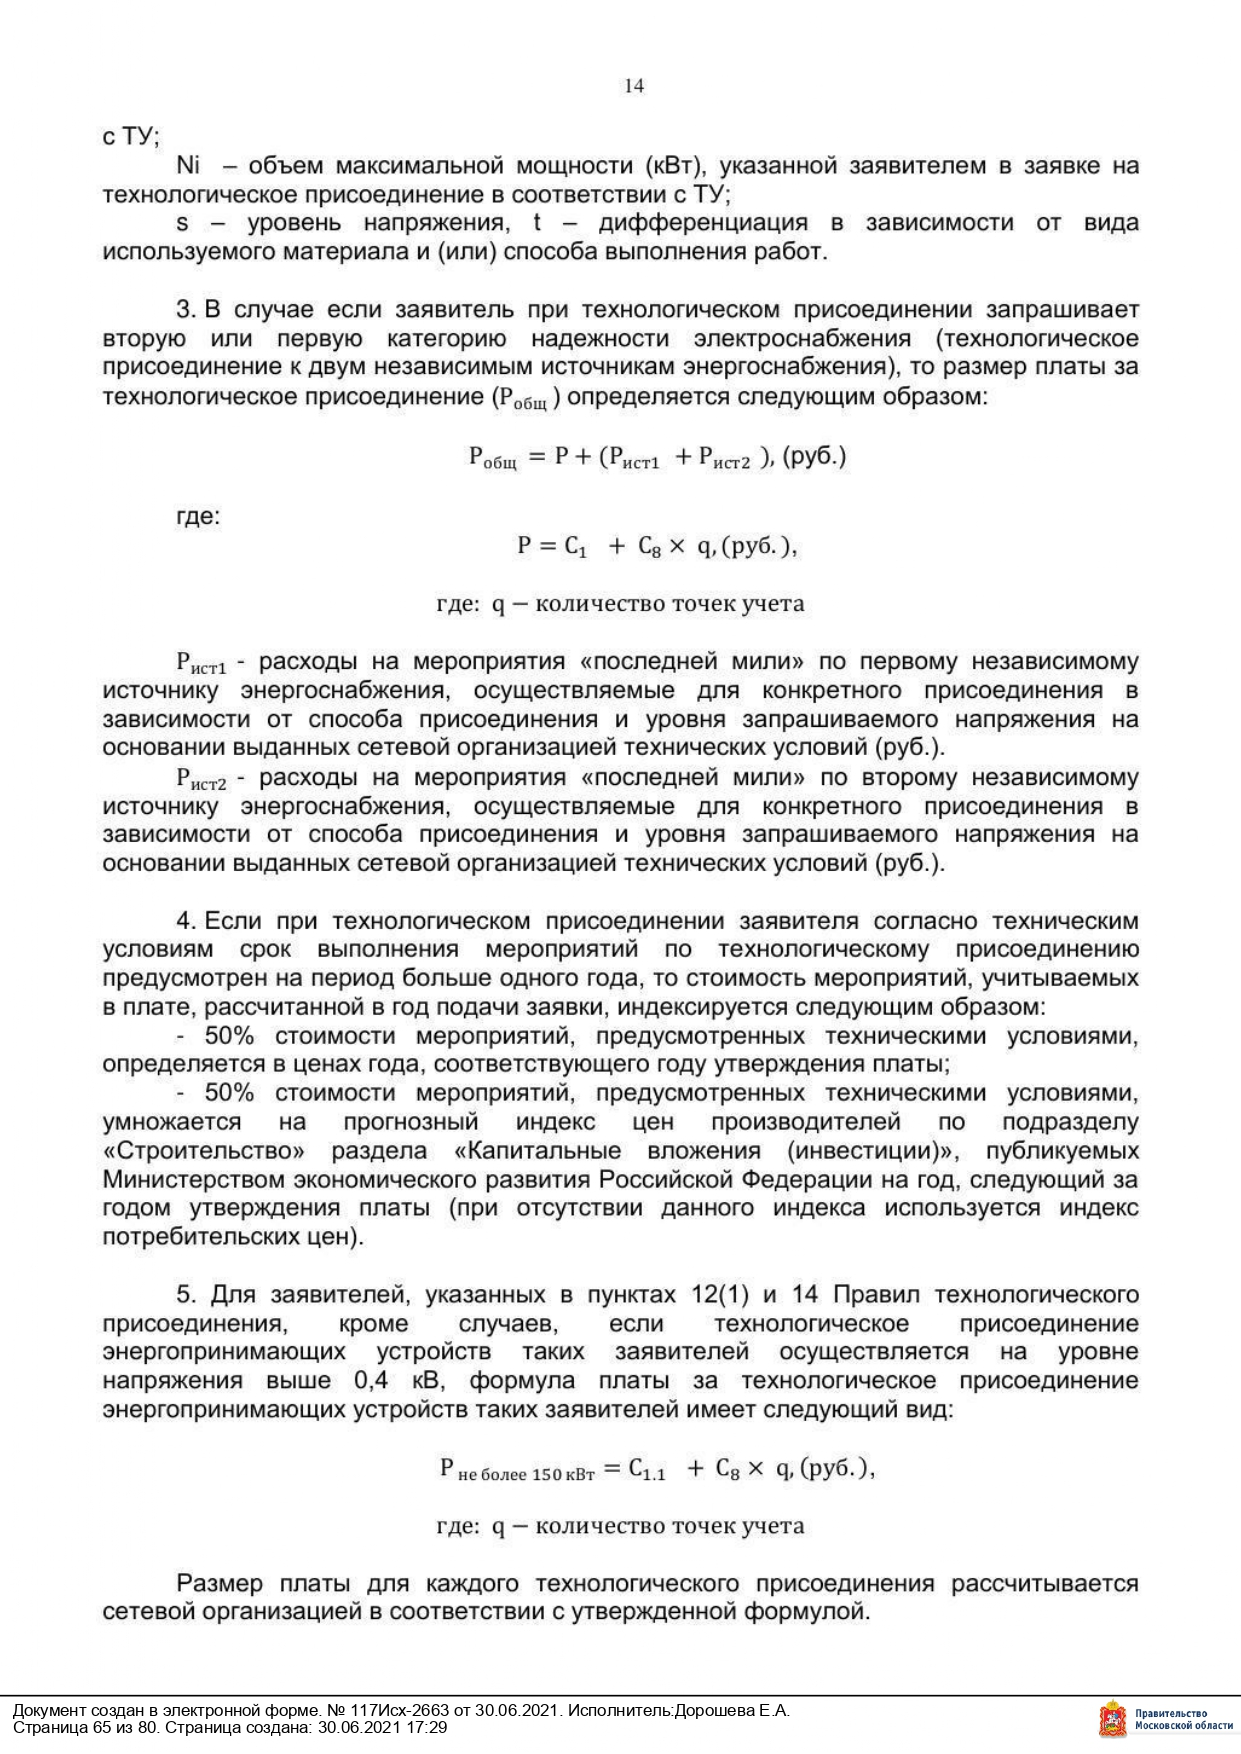 14
с ТУ;
Ni – объем максимальной мощности (кВт), указанной заявителем в заявке на
технологическое присоединение в соответствии с ТУ;
s – уровень напряжения, t – дифференциация в зависимости от вида
используемого материала и (или) способа выполнения работ.
3. В случае если заявитель при технологическом присоединении запрашивает
вторую или первую категорию надежности электроснабжения (технологическое
присоединение к двум независимым источникам энергоснабжения), то размер платы за
технологическое присоединение (Pобщ ) определяется следующим образом:
Pобщ = P + (Pист1 + Pист2 ), (руб.)
где:
P = C1 + C8 × q, (руб. ),
где: q – количество точек учета
Pист1 - расходы на мероприятия «последней мили» по первому независимому
источнику энергоснабжения, осуществляемые для конкретного присоединения в
зависимости от способа присоединения и уровня запрашиваемого напряжения на
основании выданных сетевой организацией технических условий (руб.).
Pист2 - расходы на мероприятия «последней мили» по второму независимому
источнику энергоснабжения, осуществляемые для конкретного присоединения в
зависимости от способа присоединения и уровня запрашиваемого напряжения на
основании выданных сетевой организацией технических условий (руб.).
4. Если при технологическом присоединении заявителя согласно техническим
условиям срок выполнения мероприятий по технологическому присоединению
предусмотрен на период больше одного года, то стоимость мероприятий, учитываемых
в плате, рассчитанной в год подачи заявки, индексируется следующим образом:
- 50% стоимости мероприятий, предусмотренных техническими условиями,
определяется в ценах года, соответствующего году утверждения платы;
- 50% стоимости мероприятий, предусмотренных техническими условиями,
умножается на прогнозный индекс цен производителей по подразделу
«Строительство» раздела «Капитальные вложения (инвестиции)», публикуемых
Министерством экономического развития Российской Федерации на год, следующий за
годом утверждения платы (при отсутствии данного индекса используется индекс
потребительских цен).
5. Для заявителей, указанных в пунктах 12(1) и 14 Правил технологического
присоединения, кроме случаев, если технологическое присоединение
энергопринимающих устройств таких заявителей осуществляется на уровне
напряжения выше 0,4 кВ, формула платы за технологическое присоединение
энергопринимающих устройств таких заявителей имеет следующий вид:
P не более 150 кВт = C1.1 + C8 × q, (руб. ),
где: q – количество точек учета
Размер платы для каждого технологического присоединения рассчитывается
сетевой организацией в соответствии с утвержденной формулой.
Документ создан в электронной форме. № 117Исх-2663 от 30.06.2021. Исполнитель:Дорошева Е.А.
Страница 65 из 80. Страница создана: 30.06.2021 17:29
Правительство
Московской области